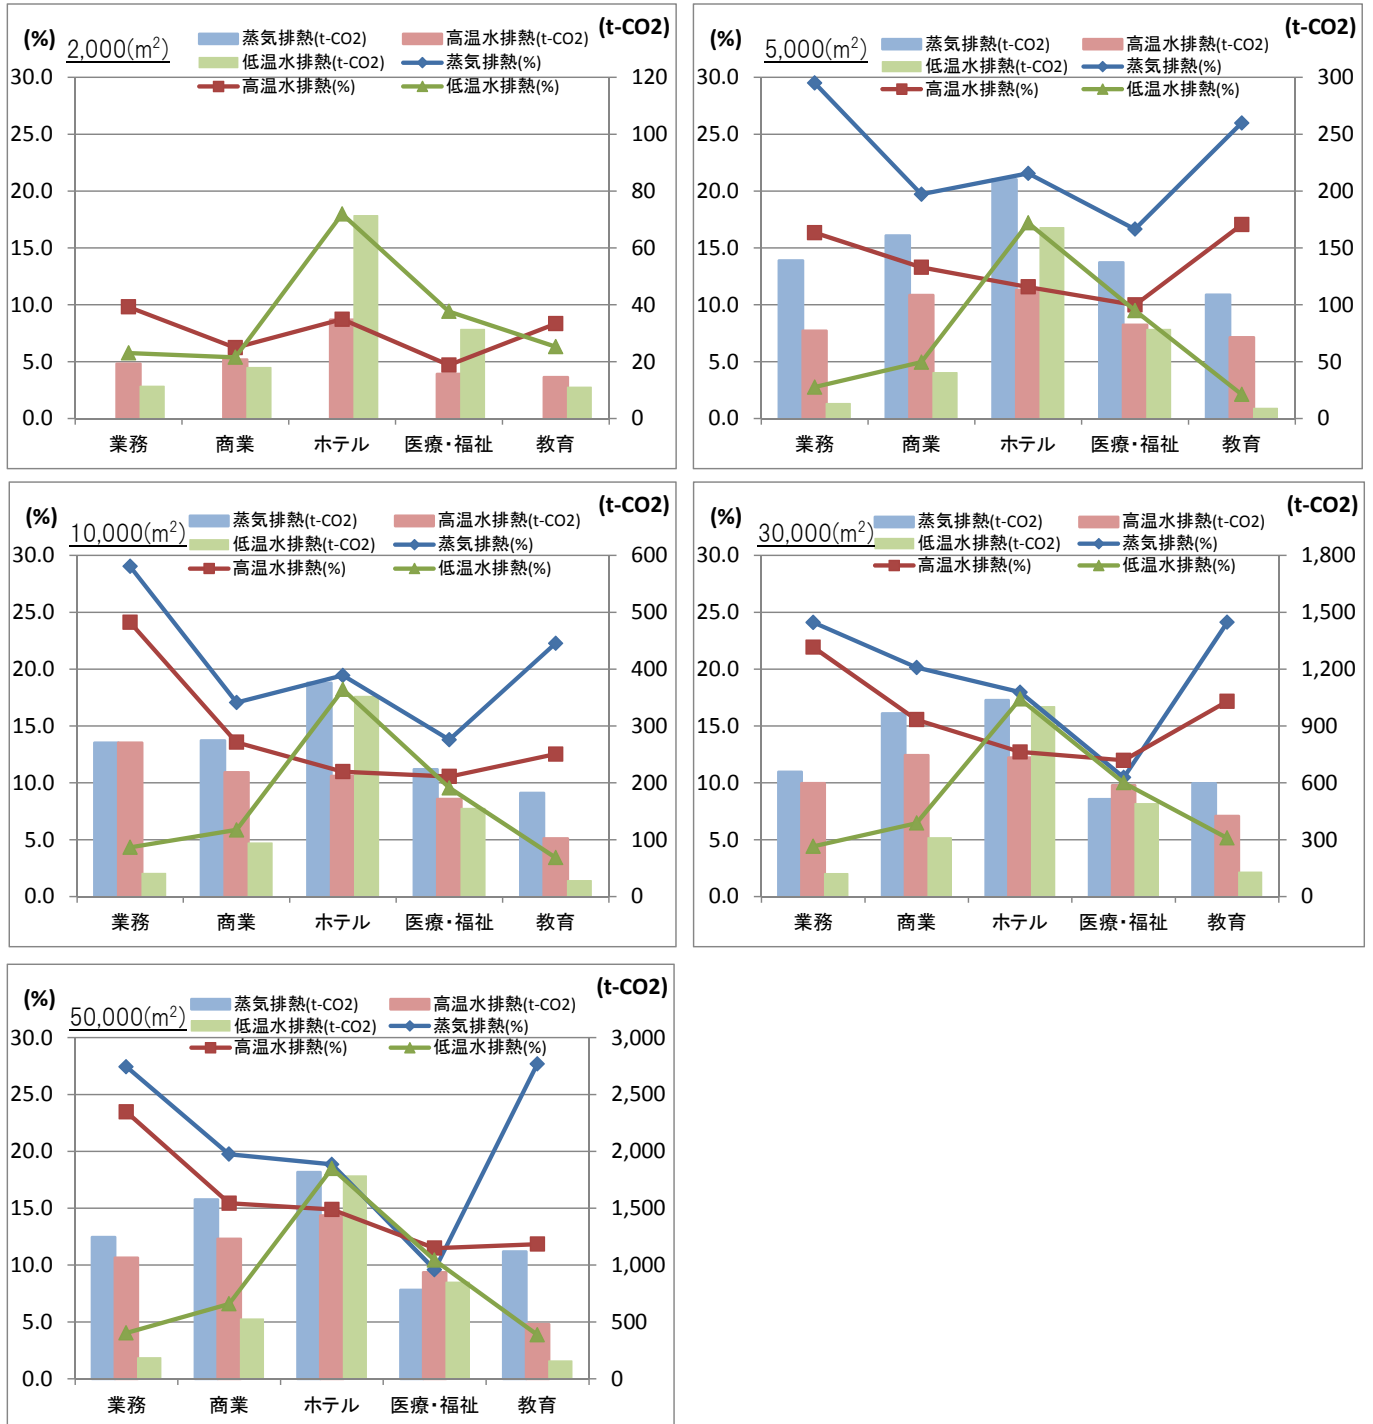 (%)
2,000(m²)
(t-CO2)
蒸気排熱(t-CO2) 高温水排熱(t-CO2)
低温水排熱(t-CO2) 蒸気排熱(%)
高温水排熱(%) 低温水排熱(%)
30.0 120
25.0 100
20.0 80
15.0 60
10.0 40
5.0 20
0.0 0
業務 商業 ホテル 医療・福祉 教育
(%)
5,000(m²)
(t-CO2)
蒸気排熱(t-CO2) 高温水排熱(t-CO2)
低温水排熱(t-CO2) 蒸気排熱(%)
高温水排熱(%) 低温水排熱(%)
30.0 300
25.0 250
20.0 200
15.0 150
10.0 100
5.0 50
0.0 0
業務 商業 ホテル 医療・福祉 教育
(%)
10,000(m²)
(t-CO2)
蒸気排熱(t-CO2) 高温水排熱(t-CO2)
低温水排熱(t-CO2) 蒸気排熱(%)
高温水排熱(%) 低温水排熱(%)
30.0 600
25.0 500
20.0 400
15.0 300
10.0 200
5.0 100
0.0 0
業務 商業 ホテル 医療・福祉 教育
(%)
30,000(m²)
(t-CO2)
蒸気排熱(t-CO2) 高温水排熱(t-CO2)
低温水排熱(t-CO2) 蒸気排熱(%)
高温水排熱(%) 低温水排熱(%)
30.0 1,800
25.0 1,500
20.0 1,200
15.0 900
10.0 600
5.0 300
0.0 0
業務 商業 ホテル 医療・福祉 教育
(%)
50,000(m²)
(t-CO2)
蒸気排熱(t-CO2) 高温水排熱(t-CO2)
低温水排熱(t-CO2) 蒸気排熱(%)
高温水排熱(%) 低温水排熱(%)
30.0 3,000
25.0 2,500
20.0 2,000
15.0 1,500
10.0 1,000
5.0 500
0.0 0
業務 商業 ホテル 医療・福祉 教育